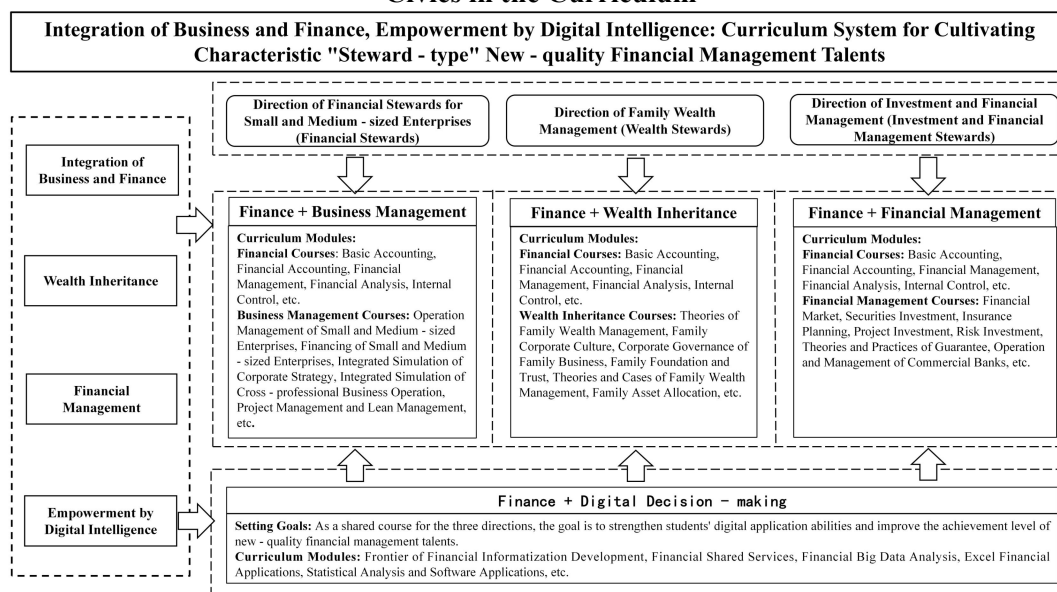 Civics in the Curriculum
Integration of Business and Finance, Empowerment by Digital Intelligence: Curriculum System for Cultivating
Characteristic "Steward - type" New - quality Financial Management Talents
Direction of Financial Stewards for
Small and Medium - sized Enterprises
(Financial Stewards)
Direction of Family Wealth
Management (Wealth Stewards)
Direction of Investment and Financial
Management (Investment and Financial
Management Stewards)
Integration of
Business and Finance
Wealth Inheritance
Financial
Management
Empowerment by
Digital Intelligence
Finance + Business Management
Curriculum Modules:
Financial Courses: Basic Accounting,
Financial Accounting, Financial
Management, Financial Analysis, Internal
Control, etc.
Business Management Courses: Operation
Management of Small and Medium - sized
Enterprises, Financing of Small and Medium
- sized Enterprises, Integrated Simulation of
Corporate Strategy, Integrated Simulation of
Cross - professional Business Operation,
Project Management and Lean Management,
etc.
Finance + Wealth Inheritance
Curriculum Modules:
Financial Courses: Basic Accounting,
Financial Accounting, Financial
Management, Financial Analysis, Internal
Control, etc.
Wealth Inheritance Courses: Theories of
Family Wealth Management, Family
Corporate Culture, Corporate Governance of
Family Business, Family Foundation and
Trust, Theories and Cases of Family Wealth
Management, Family Asset Allocation, etc.
Finance + Financial Management
Curriculum Modules:
Financial Courses: Basic Accounting,
Financial Accounting, Financial Management,
Financial Analysis, Internal Control, etc.
Financial Management Courses: Financial
Market, Securities Investment, Insurance
Planning, Project Investment, Risk Investment,
Theories and Practices of Guarantee, Operation
and Management of Commercial Banks, etc.
Finance + Digital Decision - making
Setting Goals: As a shared course for the three directions, the goal is to strengthen students' digital application abilities and improve the achievement level of
new - quality financial management talents.
Curriculum Modules: Frontier of Financial Informatization Development, Financial Shared Services, Financial Big Data Analysis, Excel Financial
Applications, Statistical Analysis and Software Applications, etc.